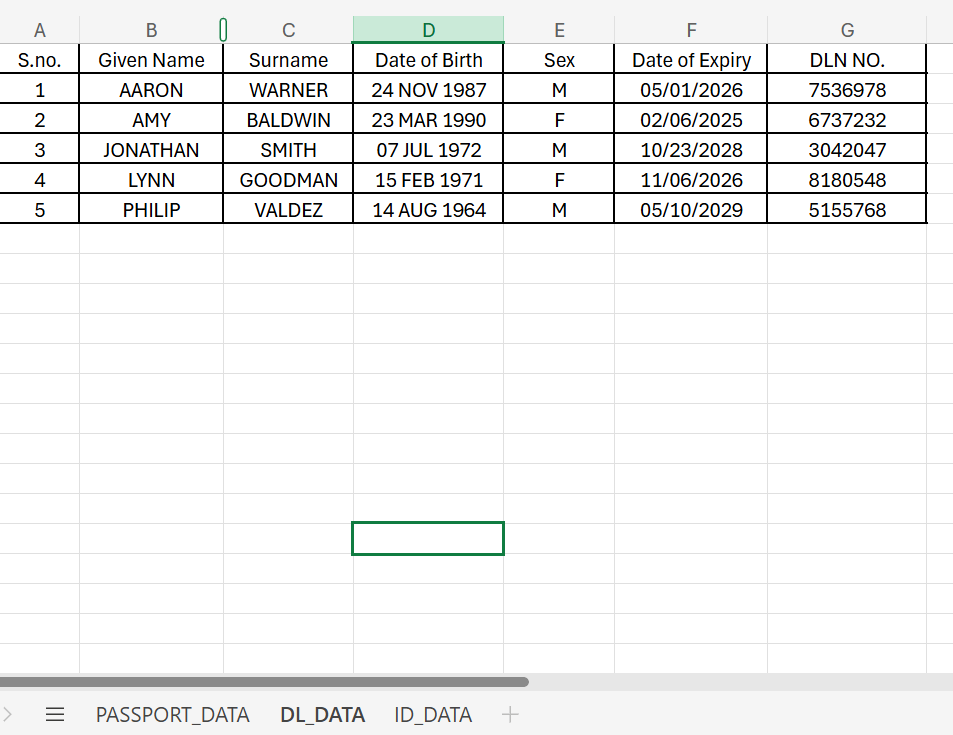 A B C D E F G
S.no. Given Name Surname Date of Birth Sex Date of Expiry DLN NO.
1 AARON WARNER 24 NOV 1987 M 05/01/2026 7536978
2 AMY BALDWIN 23 MAR 1990 F 02/06/2025 6737232
3 JONATHAN SMITH 07 JUL 1972 M 10/23/2028 3042047
4 LYNN GOODMAN 15 FEB 1971 F 11/06/2026 8180548
5 PHILIP VALDEZ 14 AUG 1964 M 05/10/2029 5155768
PASSPORT_DATA DL_DATA ID_DATA